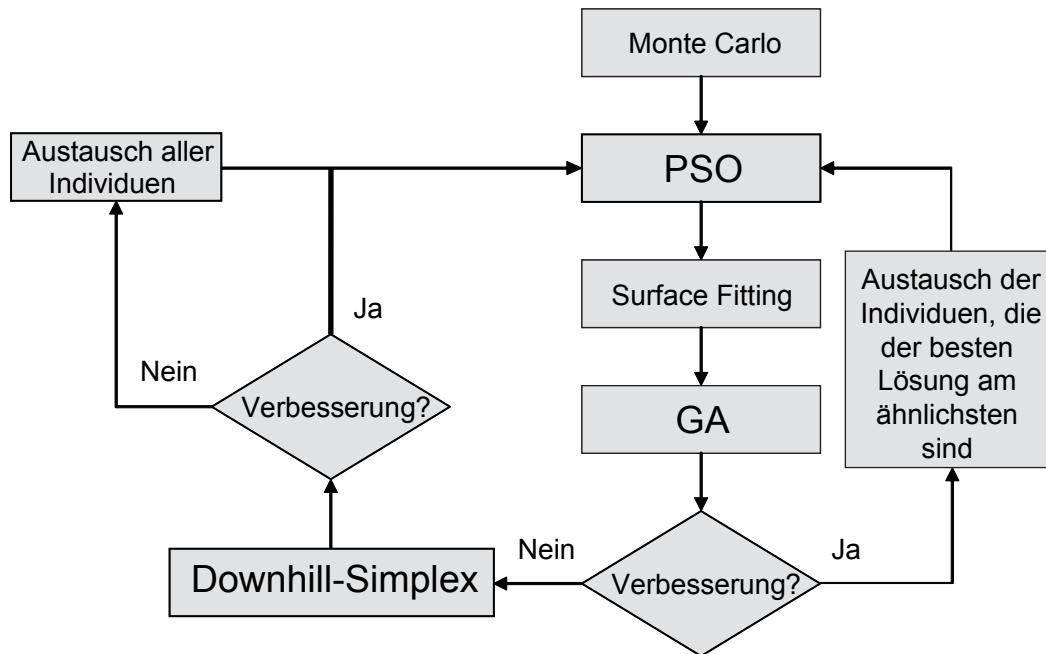 Monte Carlo
Austausch aller
Individuen
PSO
Surface Fitting
Austausch der
Individuen, die
der besten
Lösung am
ähnlichsten
sind
Ja
Nein
Verbesserung?
GA
Nein
Ja
Downhill-Simplex
Verbesserung?